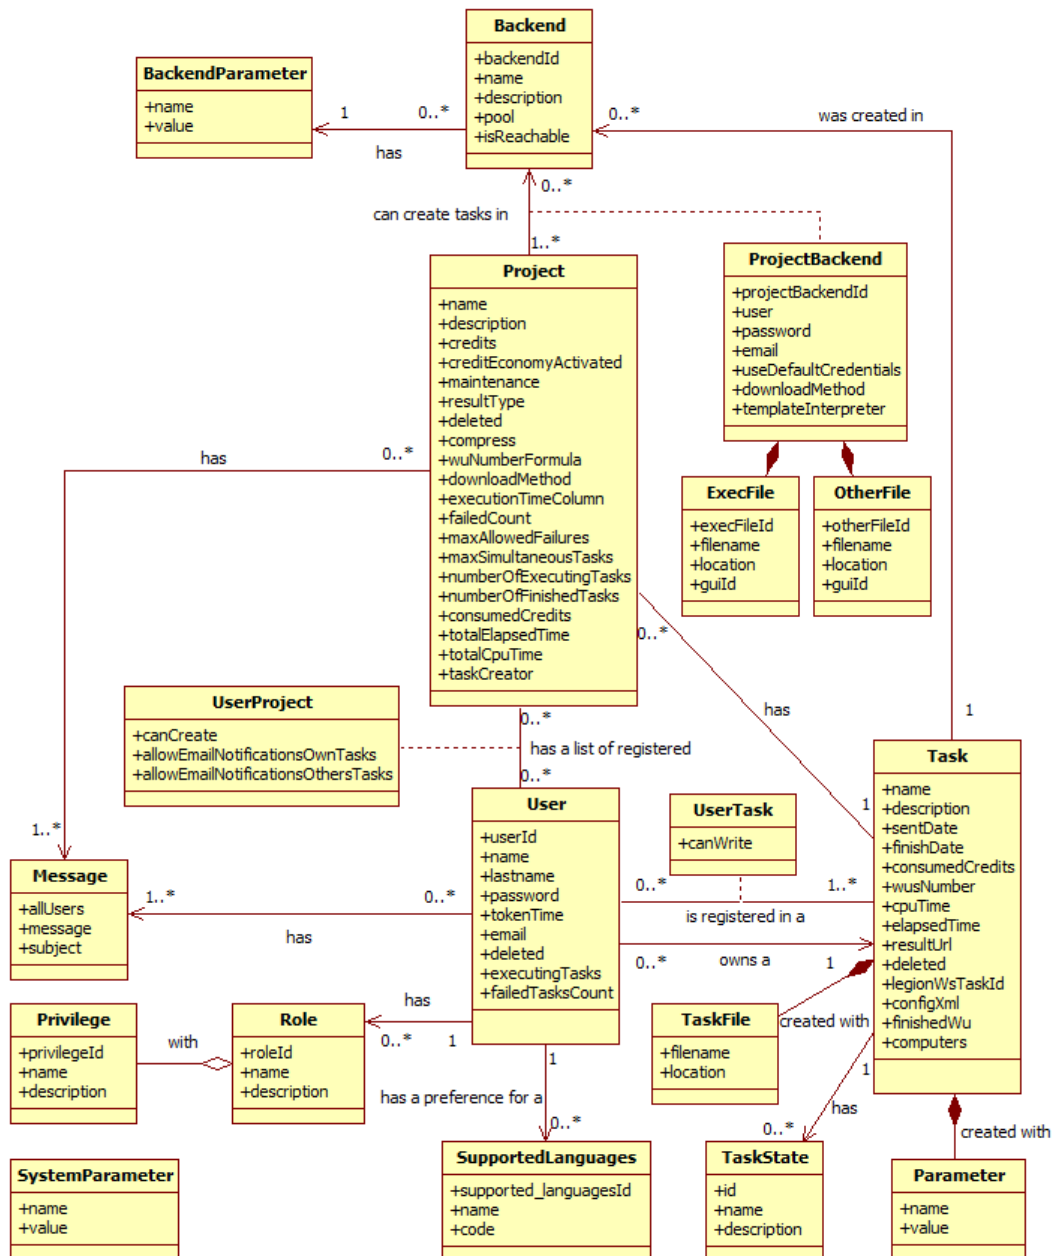 Backend
+backendId
+name
+description
+pool
+isReachable
BackendParameter
+name
+value
1
0..*
has
0..*
was created in
0..*
can create tasks in
1..*
Project
+name
+description
+credits
+creditEconomyActivated
+maintenance
+resultType
+deleted
+compress
+wuNumberFormula
+downloadMethod
+executionTimeColumn
+failedCount
+maxAllowedFailures
+maxSimultaneousTasks
+numberOfExecutingTasks
+numberOfFinishedTasks
+consumedCredits
+totalElapsedTime
+totalCpuTime
+taskCreator
ProjectBackend
+projectBackendId
+user
+password
+email
+useDefaultCredentials
+downloadMethod
+templateInterpreter
ExecFile
+execFileId
+filename
+location
+guiId
OtherFile
+otherFileId
+filename
+location
+guiId
has
0..*
0..*
has
1
1
UserProject
+canCreate
+allowEmailNotificationsOwnTasks
+allowEmailNotificationsOthersTasks
0..*
has a list of registered
0..*
User
+userId
+name
+lastname
+password
+tokenTime
+email
+deleted
+executingTasks
+failedTasksCount
UserTask
+canWrite
Task
+name
+description
+sentDate
+finishDate
+consumedCredits
+wusNumber
+cpuTime
+elapsedTime
+resultUrl
+deleted
+legionWsTaskId
+configXml
+finishedWu
+computers
1..*
Message
+allUsers
+message
+subject
1..*
0..*
has
0..*
1..*
is registered in a
0..*
owns a
1
created with
TaskFile
+filename
+location
Privilege
+privilegeId
+name
+description
with
Role
+roleId
+name
+description
has
0..*
1
1
has a preference for a
0..*
1
has
0..*
created with
SystemParameter
+name
+value
SupportedLanguages
+supported_languagesId
+name
+code
TaskState
+id
+name
+description
Parameter
+name
+value